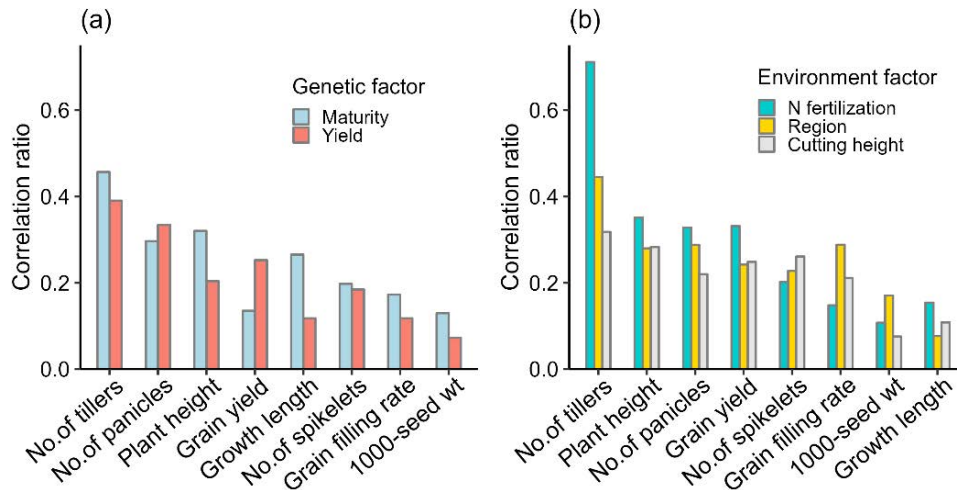 (a)
Correlation ratio
0.6
0.4
0.2
0.0
Genetic factor
Maturity
Yield
No.of tillers
No.of panicles
Plant height
Grain yield
Growth length
No.of spikelets
Grain filling rate
1000-seed wt
(b)
Correlation ratio
0.6
0.4
0.2
0.0
Environment factor
N fertilization
Region
Cutting height
No.of tillers
Plant height
No.of panicles
Grain yield
No.of spikelets
Grain filling rate
1000-seed wt
Growth length